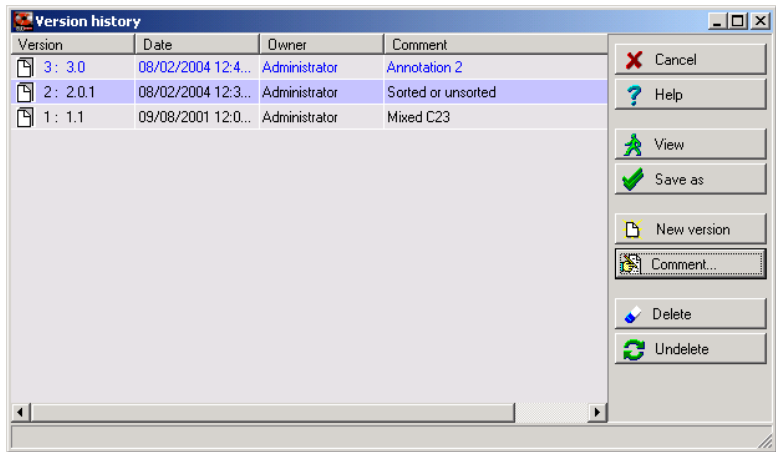 Version history
Version Date Owner Comment
3 : 3.0 08/02/2004 12:4... Administrator Annotation 2
2 : 2.0.1 08/02/2004 12:3... Administrator Sorted or unsorted
1 : 1.1 09/08/2001 12:0... Administrator Mixed C23
Cancel
Help
View
Save as
New version
Comment...
Delete
Undelete